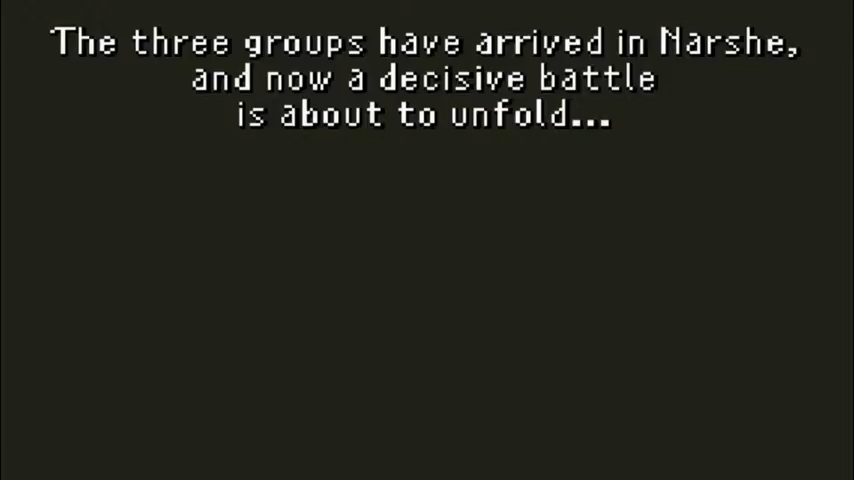 The three groups have arrived in Narshe,
and now a decisive battle
is about to unfold...